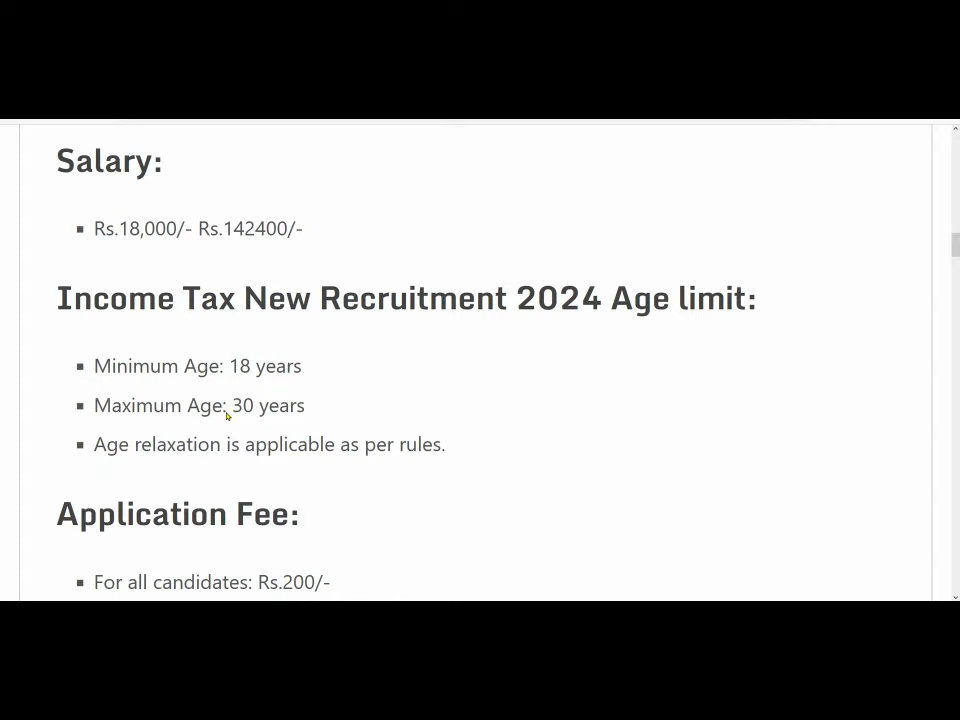 Salary:
Rs.18,000/- Rs.142400/-
Income Tax New Recruitment 2024 Age limit:
Minimum Age: 18 years
Maximum Age: 30 years
Age relaxation is applicable as per rules.
Application Fee:
For all candidates: Rs.200/-